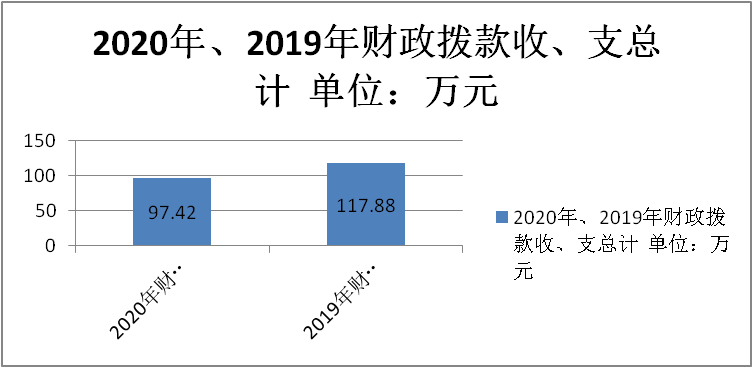 2020年、2019年财政拨款收、支总
计 单位：万元
150
100
50
0
97.42
117.88
2020年财..
2019年财..
2020年、2019年财政拨
款收、支总计 单位：万
元